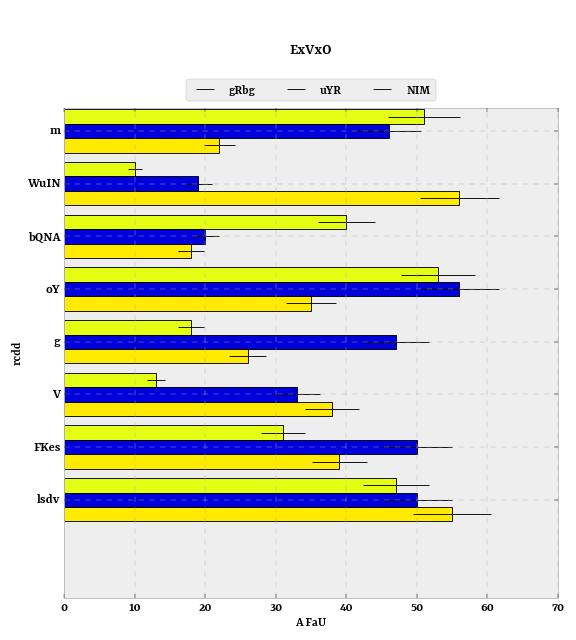 ExVxO
gRbg uYR NIM
m
WuIN
bQNA
oY
g
V
FKes
lsdv
rcdd
0 10 20 30 40 50 60 70
A FaU